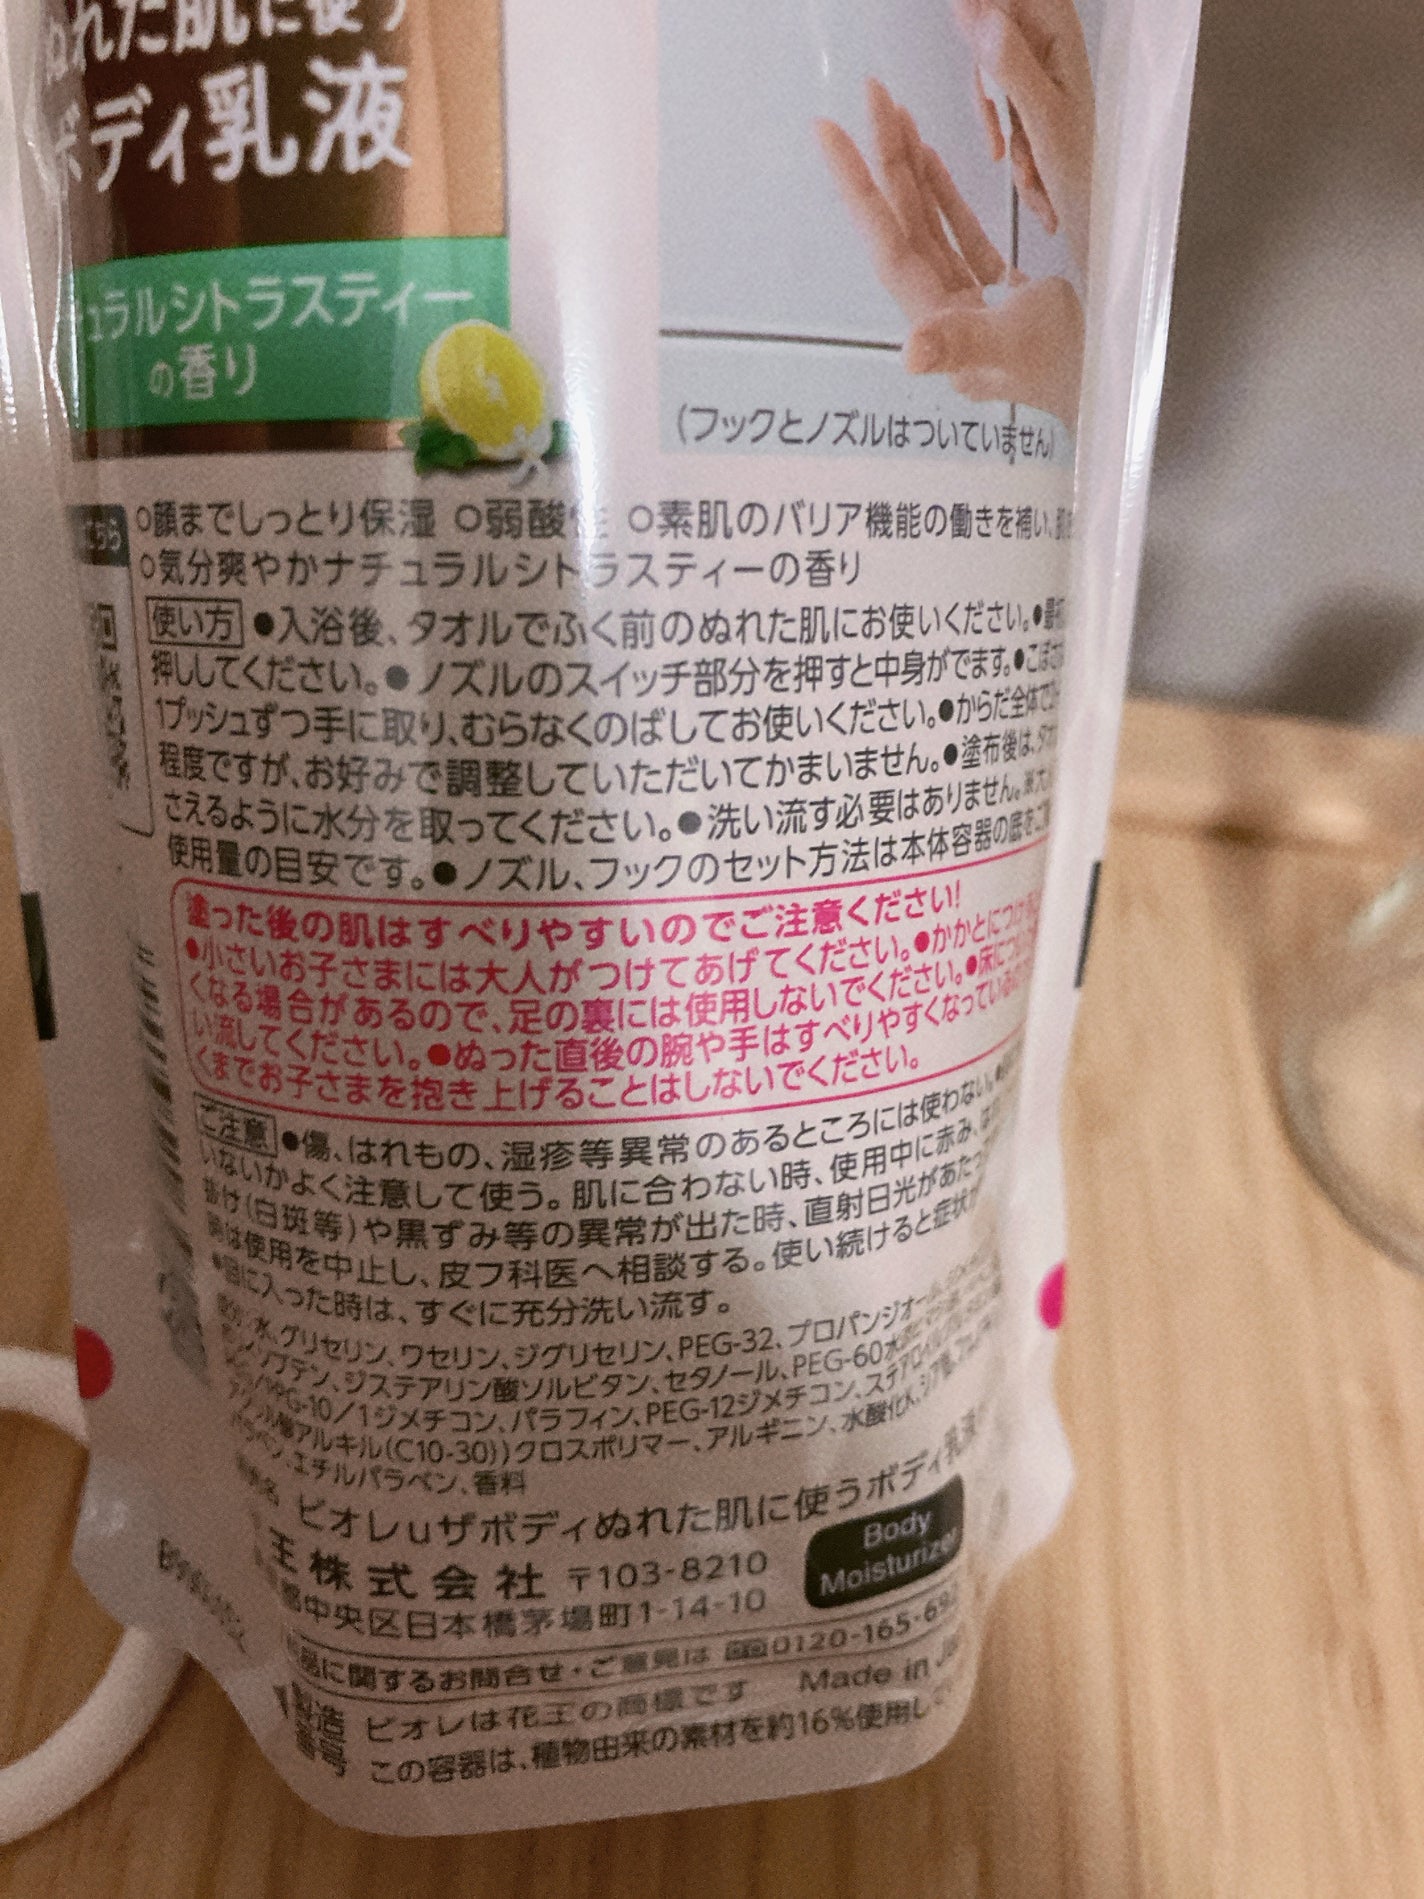 ぬれた肌に使う
ボディ乳液
ュラルシトラスティー
の香り
(フックとノズルはついていません)
○顔までしっとり保湿 ○弱酸性 ○素肌のバリア機能の働きを補い、
○気分爽やかナチュラルシトラスティーの香り
使い方 ●入浴後、タオルでふく前のぬれた肌にお使いください。●
押ししてください。●ノズルのスイッチ部分を押すと中身がでます。●
1プッシュずつ手に取り、むらなくのばしてお使いください。●からだ全体で
程度ですが、お好みで調整していただいてかまいません。●塗布後は、
さえるように水分を取ってください。●洗い流す必要はありません。
使用量の目安です。●ノズル、フックのセット方法は本体容器の底を
塗った後の肌はすべりやすいのでご注意ください!
●小さいお子さまには大人がつけてあげてください。●かかとにつけ
くなる場合があるので、足の裏には使用しないでください。●床につい
い流してください。●ぬった直後の腕や手はすべりやすくなっている
くまでお子さまを抱き上げることはしないでください。
ご注意 ●傷、はれもの、湿疹等異常のあるところには使わない。●
いないかよく注意して使う。肌に合わない時、使用中に赤み、
抜け(白斑等)や黒ずみ等の異常が出た時、直射日光があたっ
時は使用を中止し、皮フ科医へ相談する。使い続けると症状が
入った時は、すぐに充分洗い流す。
水、グリセリン、ワセリン、ジグリセリン、PEG-32、プロパンジオール、
ジステアリン酸ソルビタン、セタノール、PEG-60水
PPG-10/1ジメチコン、パラフィン、PEG-12ジメチコン、ステアロイル
アルキル(C10-30))クロスポリマー、アルギニン、水酸化K、シア脂、
エチルパラベン、香料
ビオレuザボディぬれた肌に使うボディ乳液
Body
Moisturizer
王株式会社 〒103-8210
都中央区日本橋茅場町1-14-10
に関するお問合せ・ご意見は 0120-165-69
製造
番号
ビオレは花王の商標です Made in
この容器は、植物由来の素材を約16%使用し